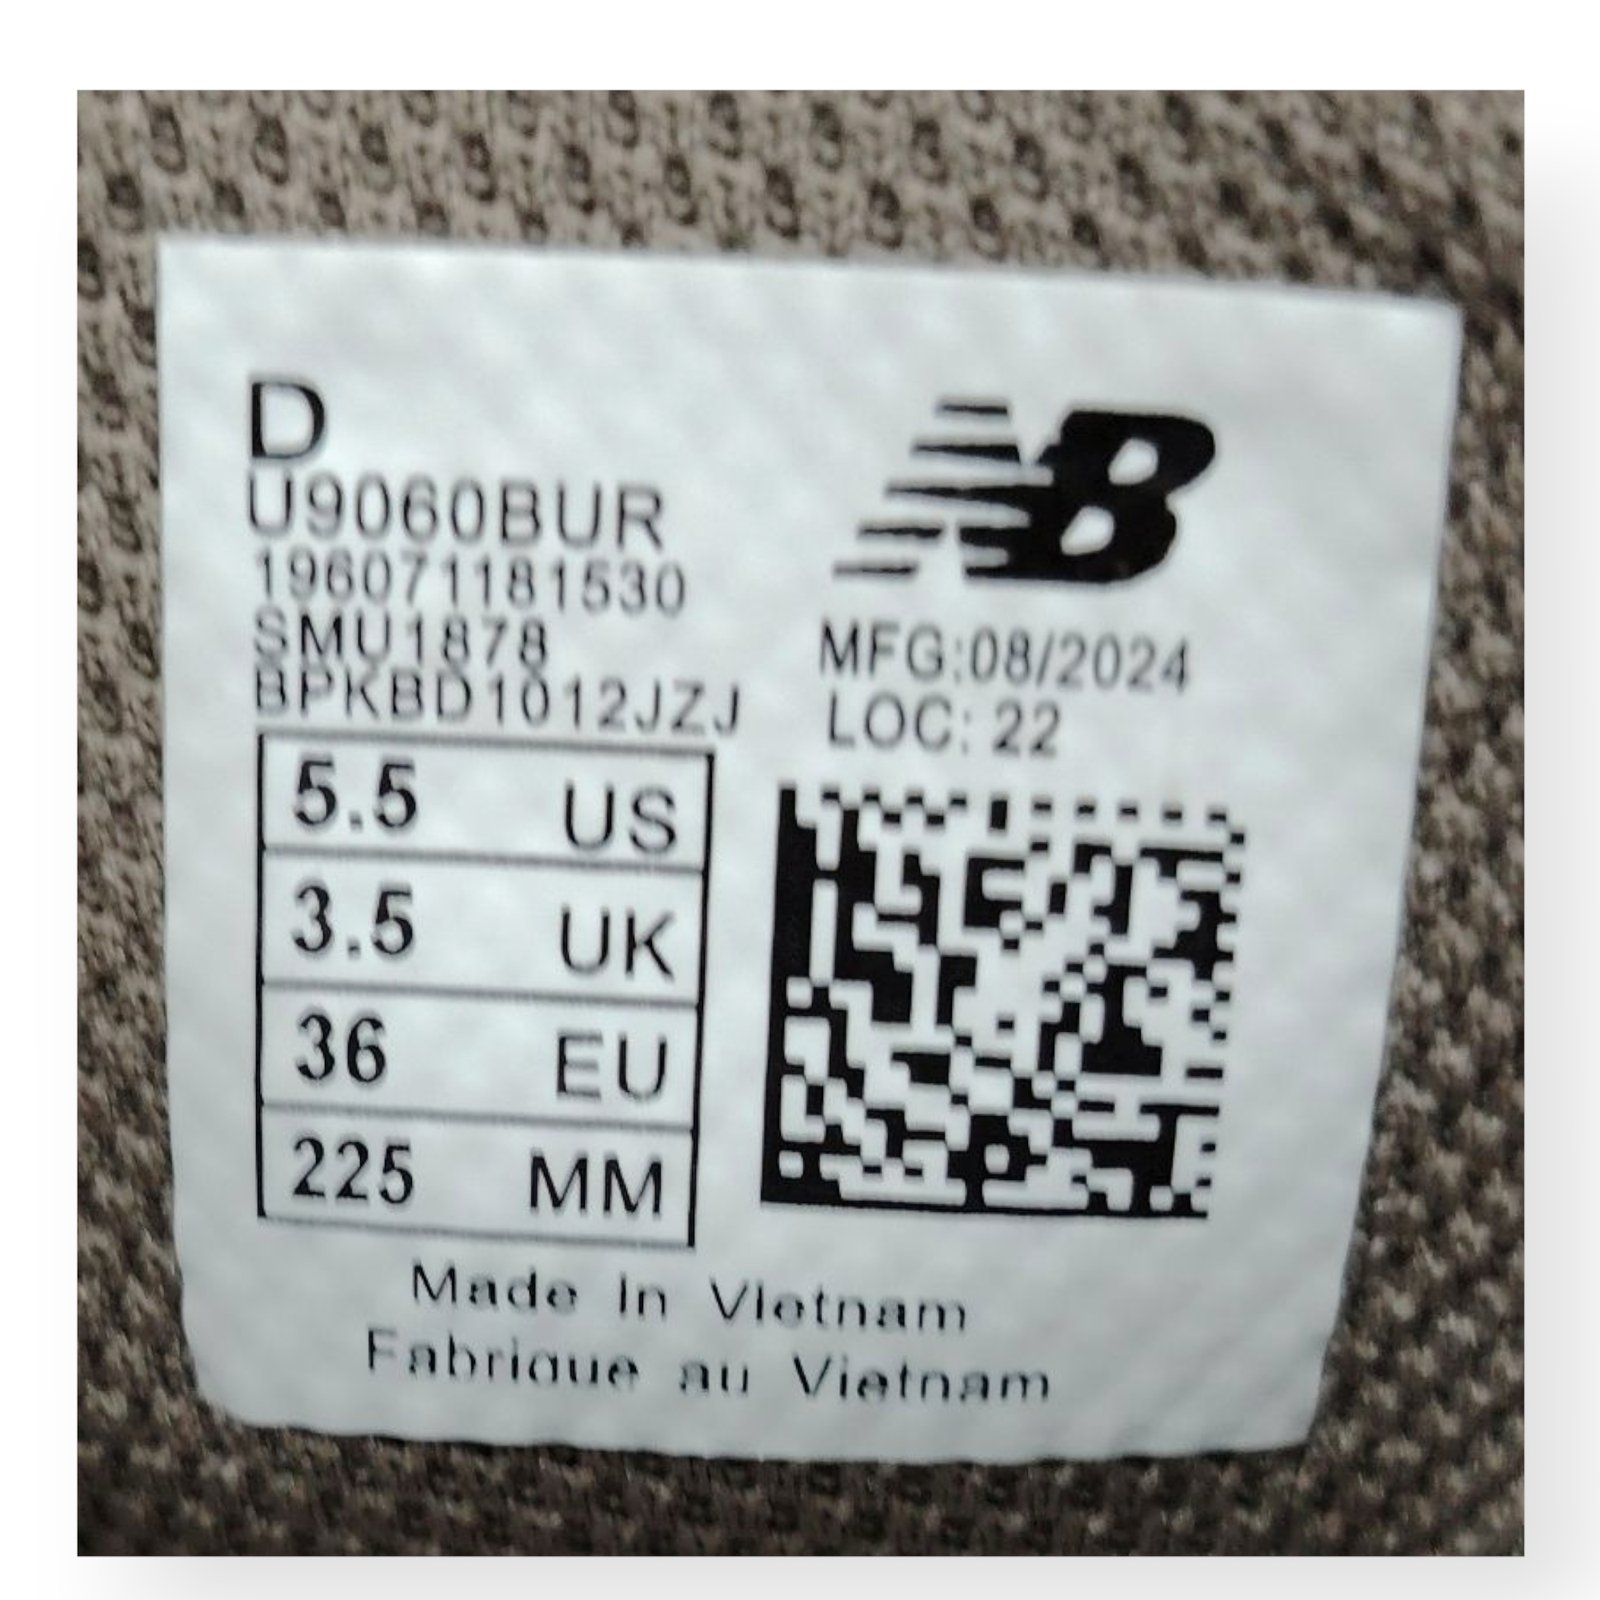 D
U9060BUR
196071181530
SMU1878
BPKBD1012JZJ
NB
MFG:08/2024
LOC: 22
5.5 US
3.5 UK
36 EU
225 MM
Made In Vietnam
Fabrique au Vietnam